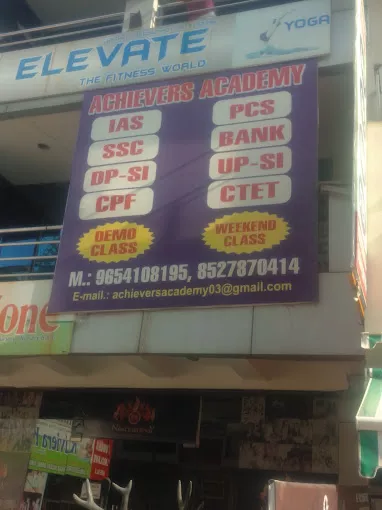 ELEVATE
THE FITNESS WORLD
YOGA
ACHIEVERS ACADEMY
IAS PCS
SSC BANK
DP-SI UP-SI
CPF CTET
DEMO CLASS WEEKEND CLASS
M.: 9654108195, 8527870414
E-mail.: achieversacademy03@gmail.com
one